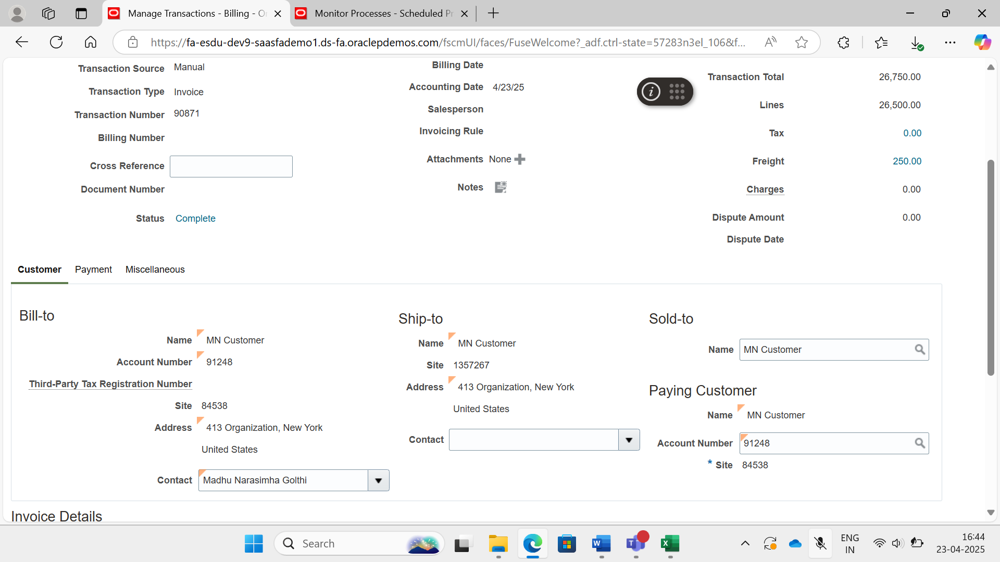 Manage Transactions - Billing - O
Monitor Processes - Scheduled Pr
https://fa-esdu-dev9-saasfademo1.ds-fa.oraclepdemos.com/fscmUI/faces/FuseWelcome?_adf.ctrl-state=57283n3el_106&f...
Transaction Source Manual
Transaction Type Invoice
Transaction Number 90871
Billing Number
Cross Reference
Document Number
Status Complete
Billing Date
Accounting Date 4/23/25
Salesperson
Invoicing Rule
Attachments None
Notes
Transaction Total 26,750.00
Lines 26,500.00
Tax 0.00
Freight 250.00
Charges 0.00
Dispute Amount 0.00
Dispute Date
Customer Payment Miscellaneous
Bill-to
Name MN Customer
Account Number 91248
Third-Party Tax Registration Number
Site 84538
Address 413 Organization, New York
United States
Contact Madhu Narasimha Golthi
Ship-to
Name MN Customer
Site 1357267
Address 413 Organization, New York
United States
Contact
Sold-to
Name MN Customer
Paying Customer
Name MN Customer
Account Number 91248
* Site 84538
Invoice Details
Search
ENG
IN
16:44
23-04-2025